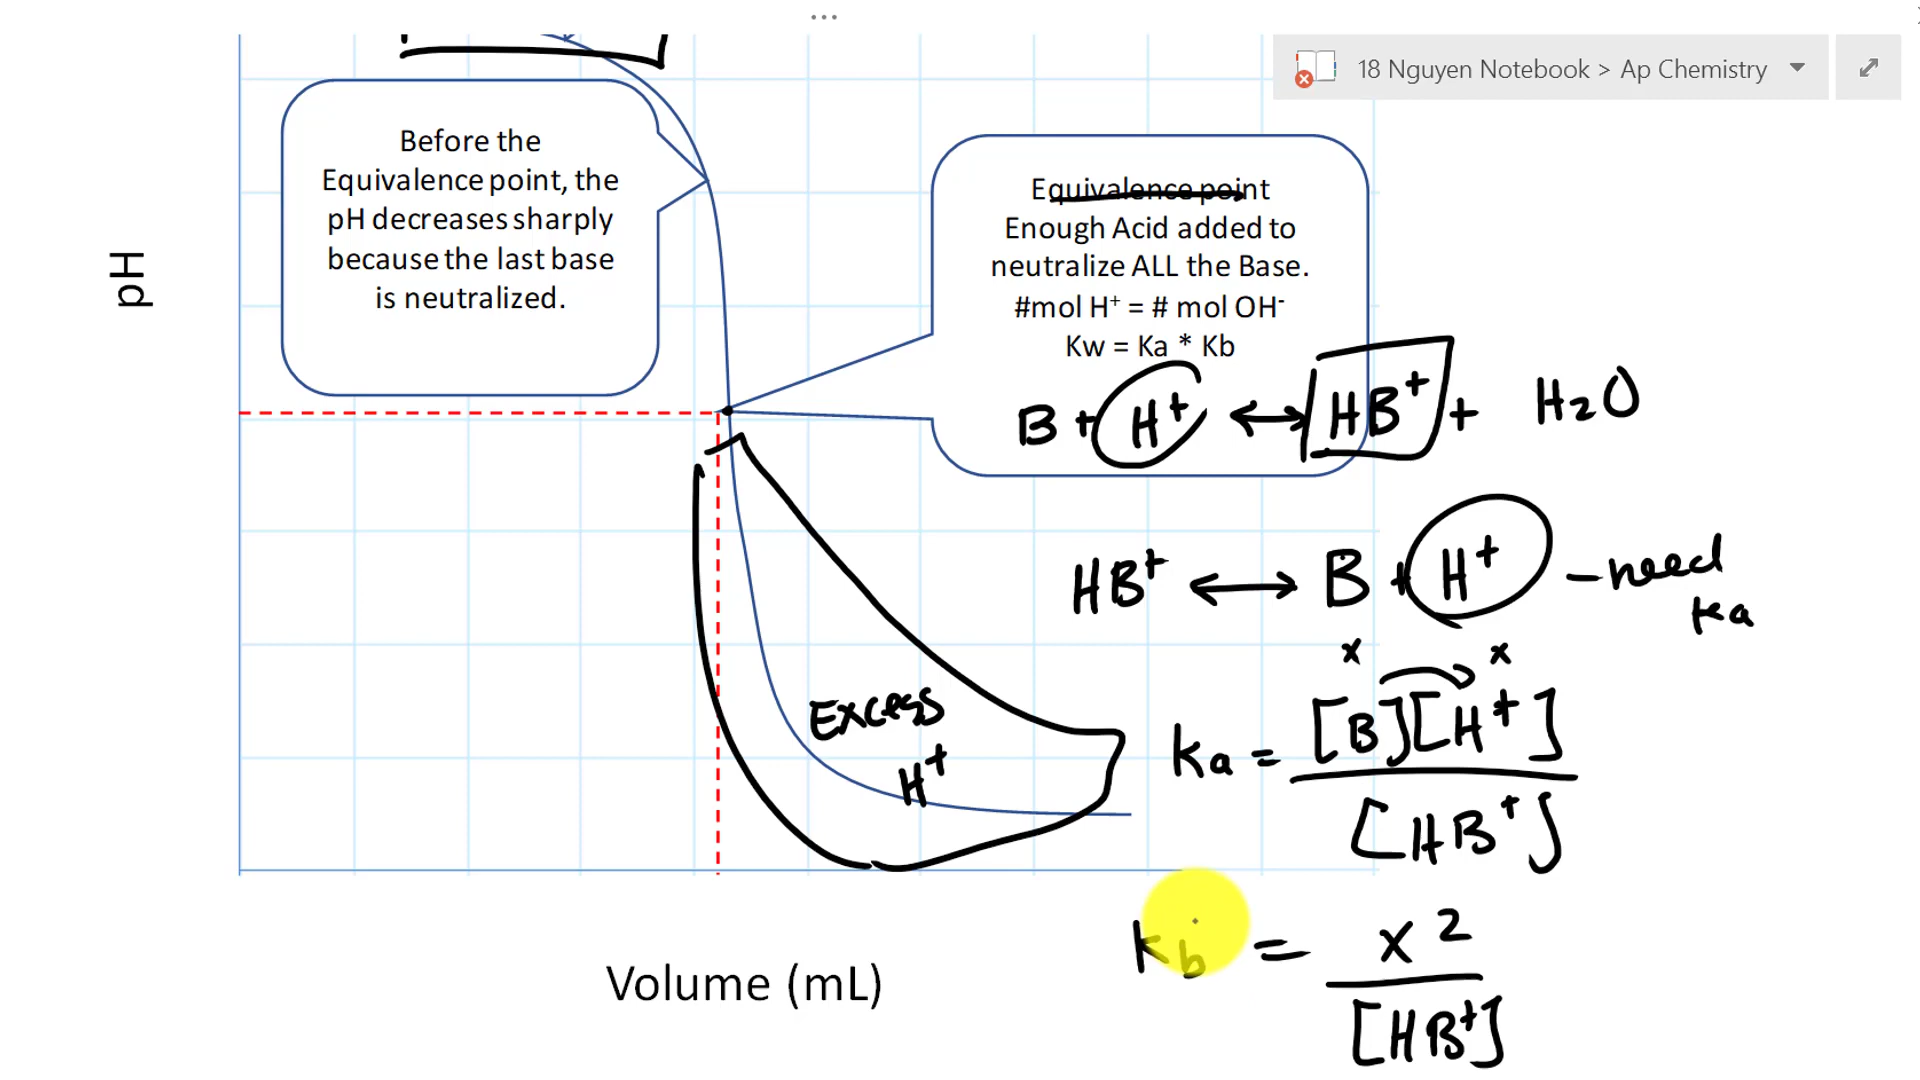 ...
18 Nguyen Notebook > Ap Chemistry
Before the
Equivalence point, the
pH decreases sharply
because the last base
is neutralized.
Equivalence point
Enough Acid added to
neutralize ALL the Base.
#mol H⁺ = # mol OH⁻
Kw = Ka * Kb
B + H⁺ ↔ HB⁺ + H₂O
pH
HB⁺ ↔ B + H⁺ - need
ka
x x
Excess
H⁺
Ka = [B][H⁺]
[HB⁺]
Kb = x²
[HB⁺]
Volume (mL)